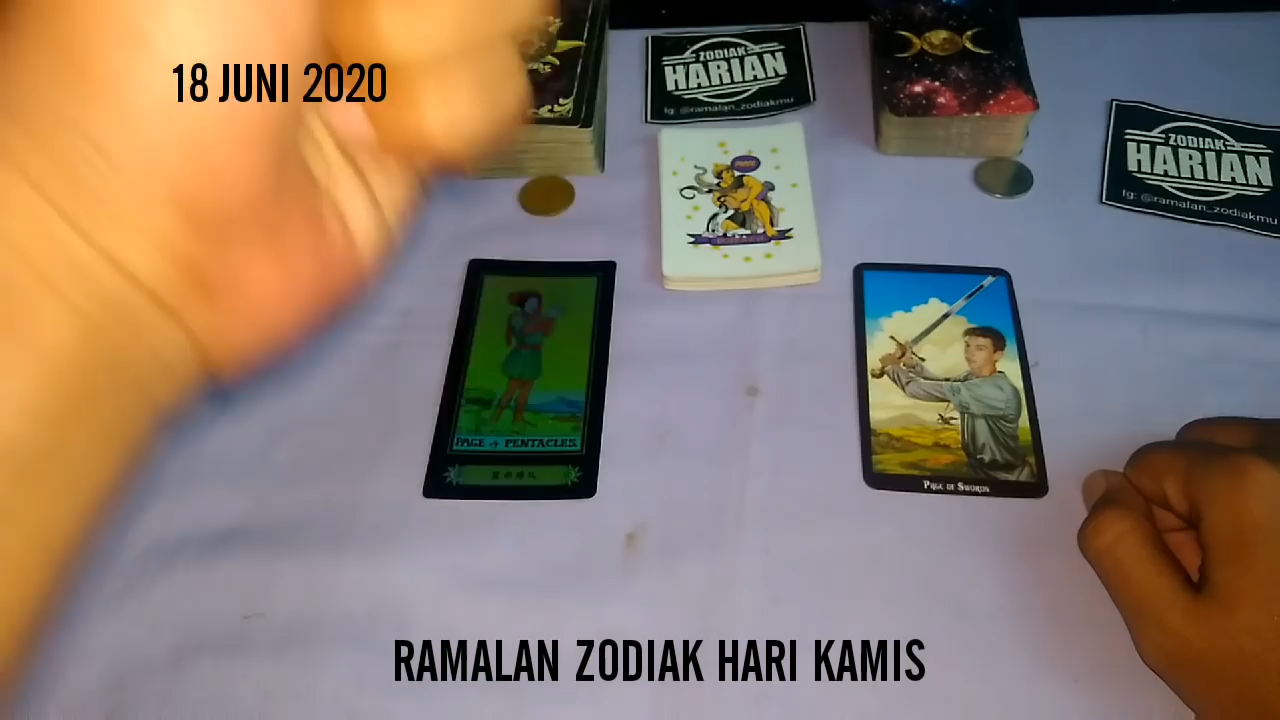 18 JUNI 2020
ZODIAK
HARIAN
Ig: @ramalan_zodiakmu
ZODIAK
HARIAN
Ig: @ramalan_zodiakmu
PAGE of PENTACLES
PAGE OF SWORDS
RAMALAN ZODIAK HARI KAMIS